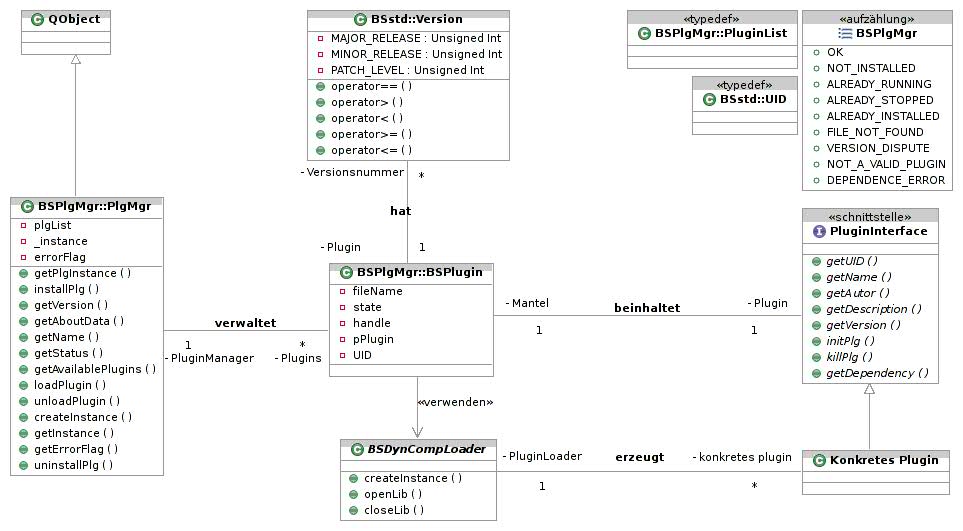 QObject
BSstd::Version
MAJOR_RELEASE : Unsigned Int
MINOR_RELEASE : Unsigned Int
PATCH_LEVEL : Unsigned Int
operator== ( )
operator> ( )
operator< ( )
operator>= ( )
operator<= ( )
«typedef»
BSPlgMgr::PluginList
«typedef»
BSstd::UID
«aufzählung»
BSPlgMgr
OK
NOT_INSTALLED
ALREADY_RUNNING
ALREADY_STOPPED
ALREADY_INSTALLED
FILE_NOT_FOUND
VERSION_DISPUTE
NOT_A_VALID_PLUGIN
DEPENDENCE_ERROR
- Versionsnummer
*
hat
- Plugin
1
BSPlgMgr::PlgMgr
plgList
_instance
errorFlag
getPlgInstance ( )
installPlg ( )
getVersion ( )
getAboutData ( )
getName ( )
getStatus ( )
getAvailablePlugins ( )
loadPlugin ( )
unloadPlugin ( )
createInstance ( )
getInstance ( )
getErrorFlag ( )
uninstallPlg ( )
verwaltet
1
*
- PluginManager
- Plugins
BSPlgMgr::BSPlugin
fileName
state
handle
pPlugin
UID
- Mantel
beinhaltet
- Plugin
1
1
«schnittstelle»
PluginInterface
getUID ( )
getName ( )
getAutor ( )
getDescription ( )
getVersion ( )
initPlg ( )
killPlg ( )
getDependency ( )
«verwenden»
BSDynCompLoader
createInstance ( )
openLib ( )
closeLib ( )
- PluginLoader
erzeugt
- konkretes plugin
1
*
Konkretes Plugin